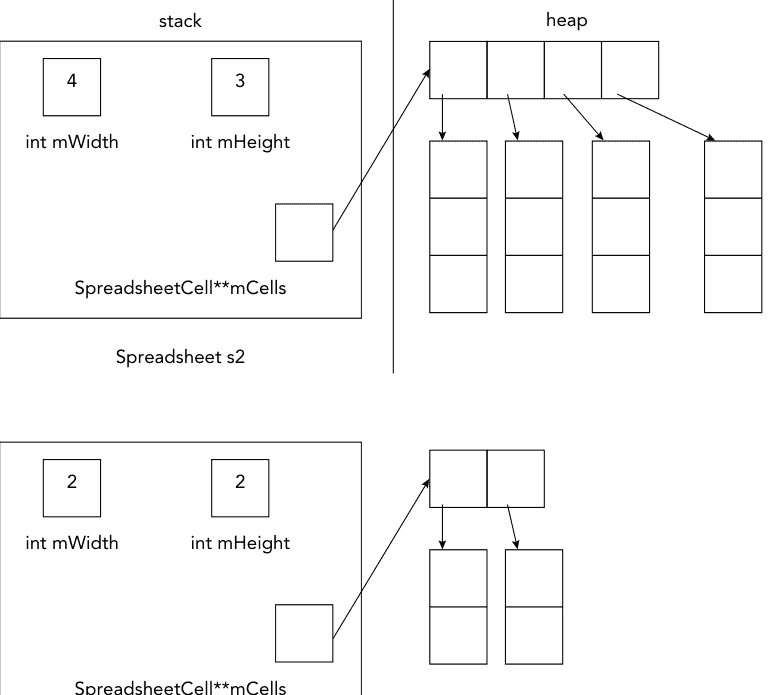 stack
heap
4
3
int mWidth
int mHeight
SpreadsheetCell**mCells
Spreadsheet s2
2
2
int mWidth
int mHeight
SpreadsheetCell**mCells